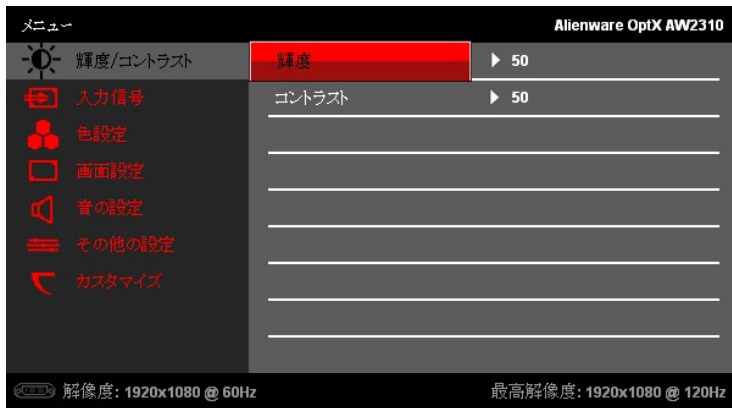 メニュー Alienware OptX AW2310
輝度/コントラスト 輝度 50
入力信号 コントラスト 50
色設定
画面設定
音の設定
その他の設定
カスタマイズ
解像度: 1920x1080 @ 60Hz 最高解像度: 1920x1080 @ 120Hz